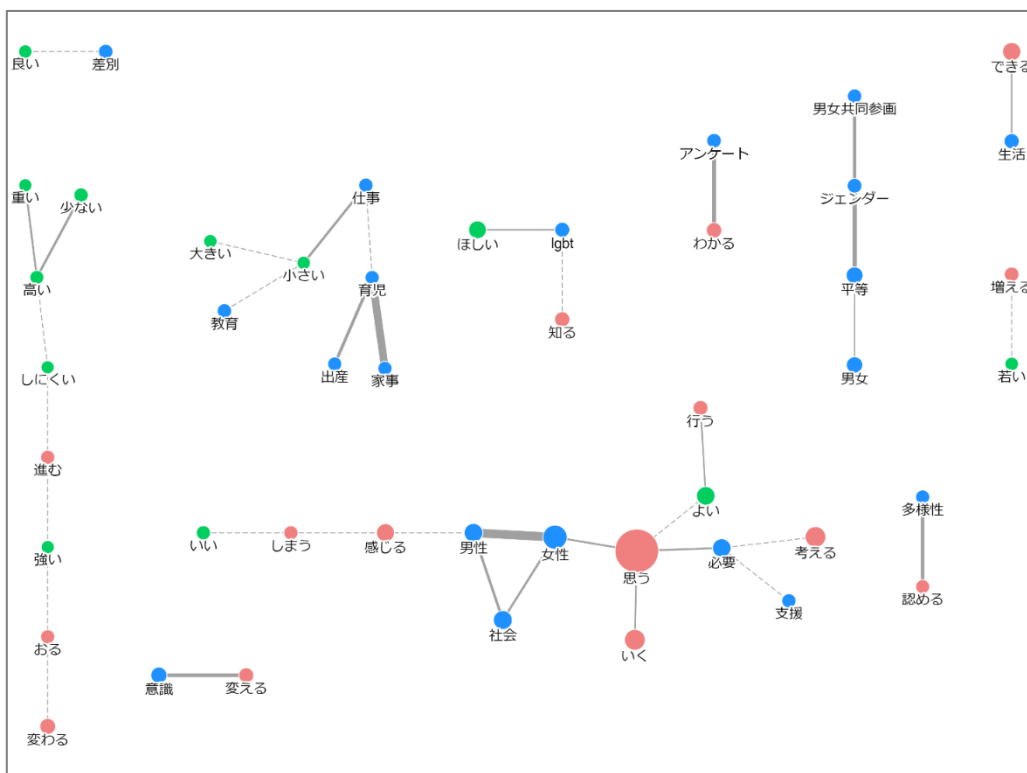 良い
差別
できる
男女共同参画
アンケート
生活
重い
少ない
仕事
ジェンダー
大きい
小さい
ほしい
lgbt
わかる
高い
育児
平等
増える
教育
知る
出産
家事
男女
若い
しにくい
行う
進む
よい
多様性
いい
しまう
感じる
男性
女性
必要
考える
強い
思う
認める
支援
社会
おる
いく
意識
変える
変わる